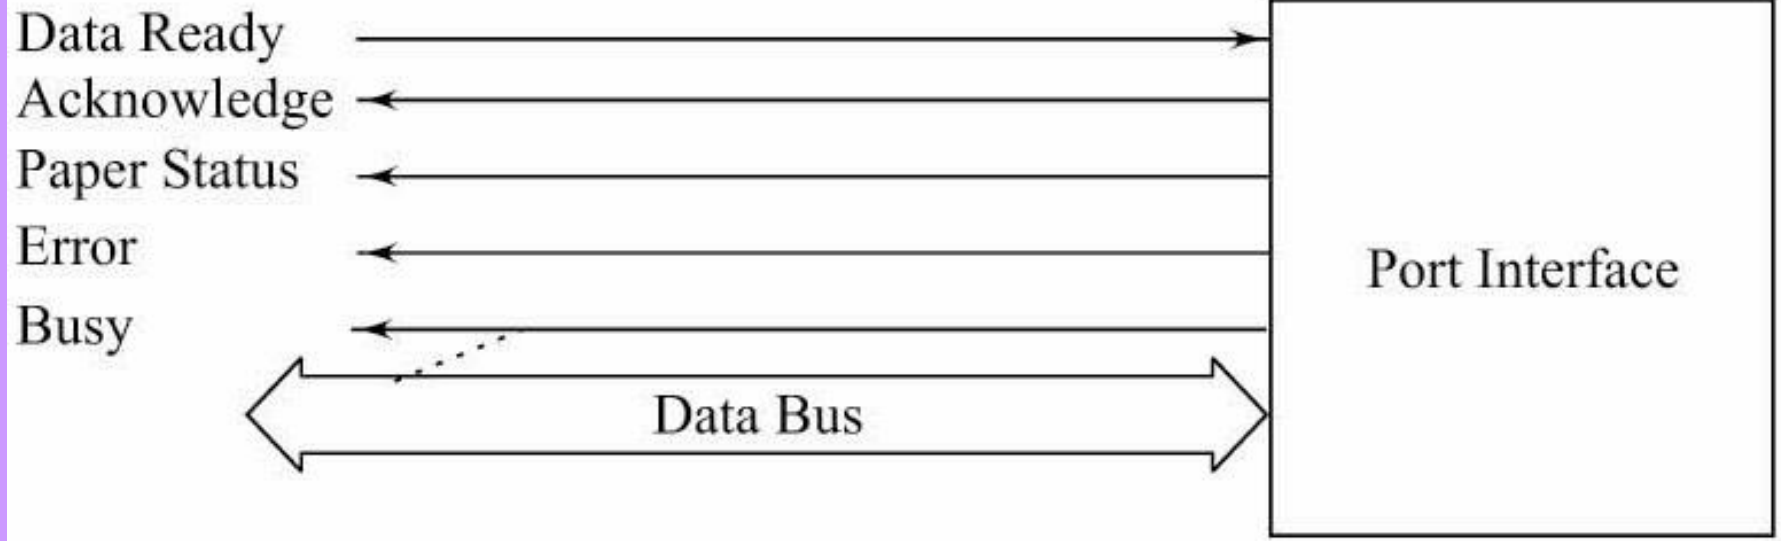 Data Ready
Acknowledge
Paper Status
Error
Busy
Data Bus
Port Interface